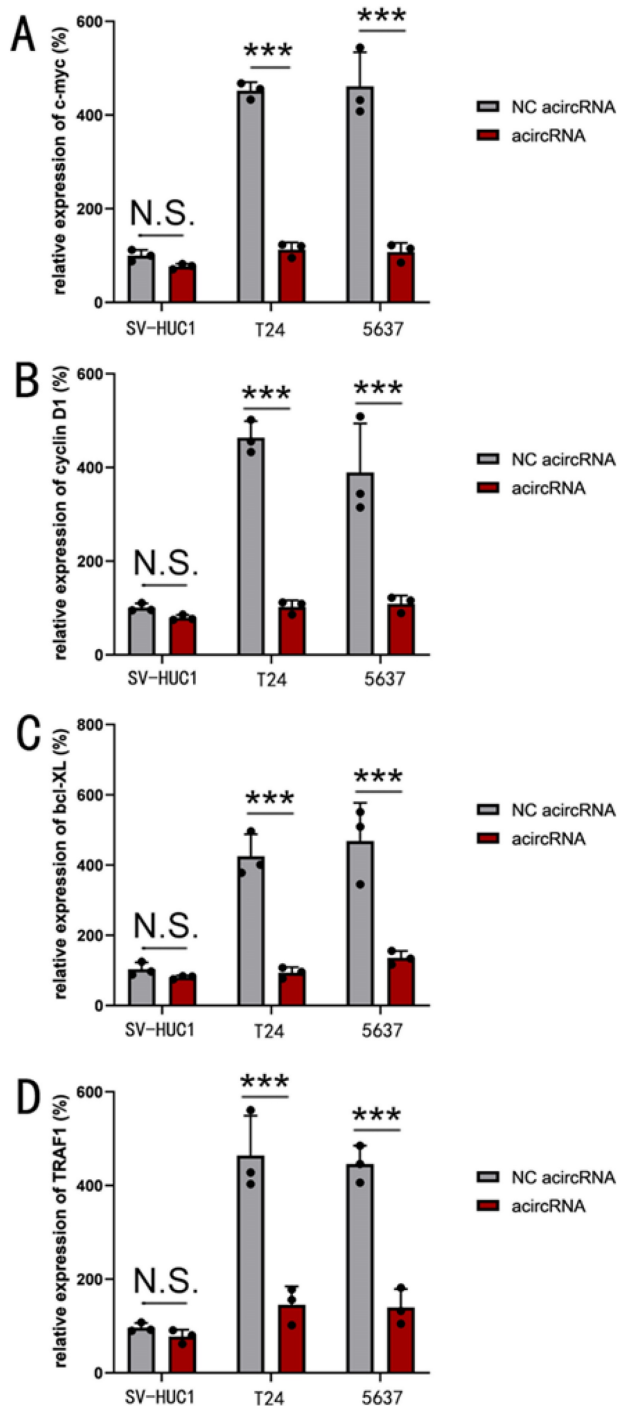 A
relative expression of c-myc (%)
600
400
200
0
***
***
N.S.
SV-HUC1
T24
5637
NC acircRNA
acircRNA
B
relative expression of cyclin D1 (%)
600
400
200
0
***
***
N.S.
SV-HUC1
T24
5637
NC acircRNA
acircRNA
C
relative expression of bcl-XL (%)
800
600
400
200
0
***
***
N.S.
SV-HUC1
T24
5637
NC acircRNA
acircRNA
D
relative expression of TRAF1 (%)
600
400
200
0
***
***
N.S.
SV-HUC1
T24
5637
NC acircRNA
acircRNA